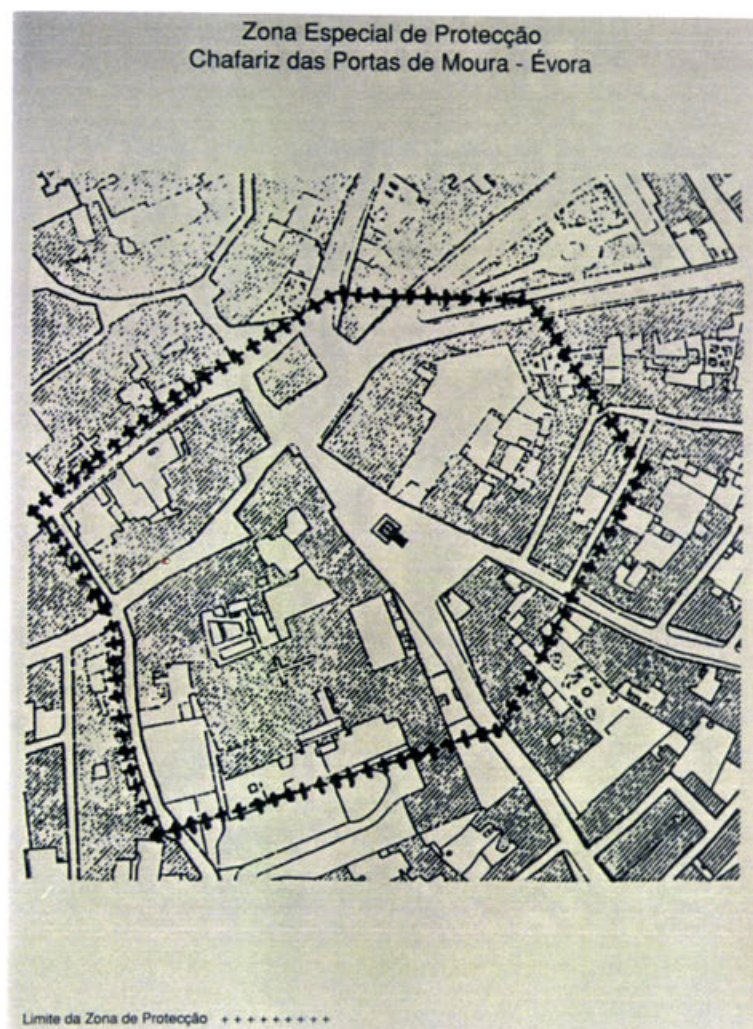 Zona Especial de Protecção
Chafariz das Portas de Moura - Évora
Limite da Zona de Protecção + + + + + + + + +